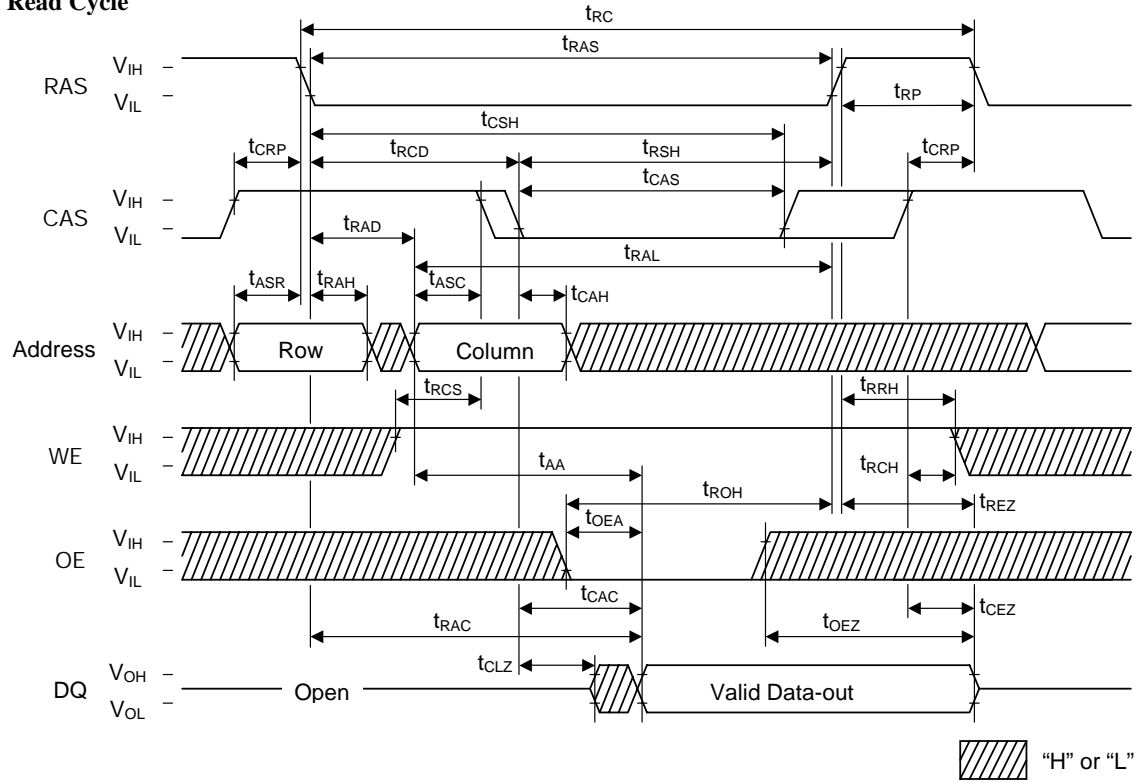 Read Cycle
tRC
tRAS
RAS
VIH
VIL
tRP
tCSH
tCRP
tRCD
tRSH
tCRP
tCAS
CAS
VIH
VIL
tRAD
tRAL
tASR
tRAH
tASC
tCAH
Address
VIH
VIL
Row
Column
tRCS
tRRH
WE
VIH
VIL
tAA
tRCH
tROH
tREZ
tOEA
OE
VIH
VIL
tCAC
tCEZ
tRAC
tOEZ
tCLZ
DQ
VOH
VOL
Open
Valid Data-out
“H” or “L”